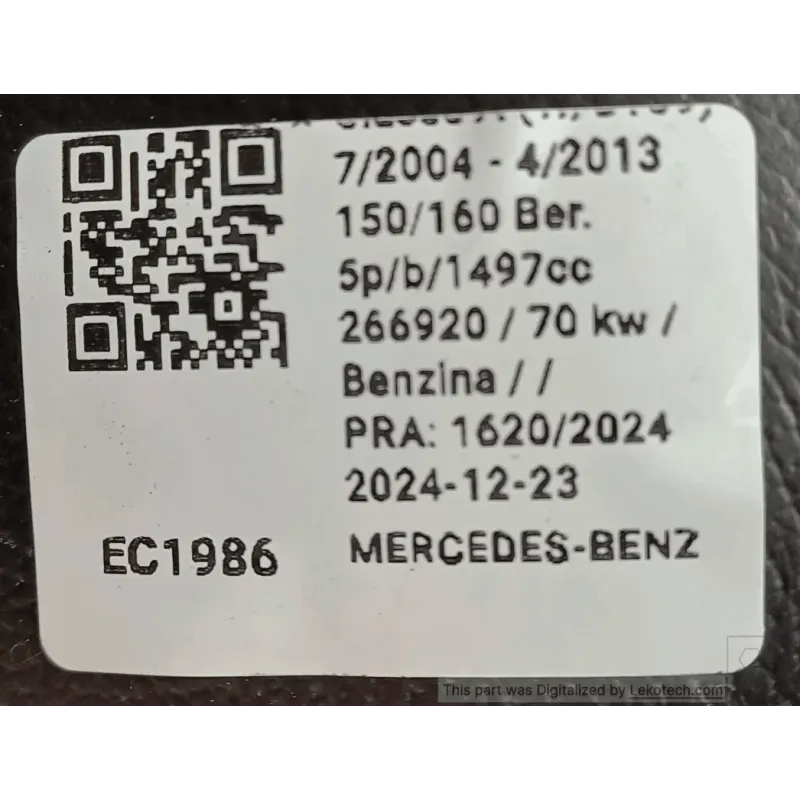 7/2004 - 4/2013
150/160 Ber.
5p/b/1497cc
266920 / 70 kw /
Benzina / /
PRA: 1620/2024
2024-12-23
EC1986
MERCEDES-BENZ
This part was Digitalized by Lekotech.com